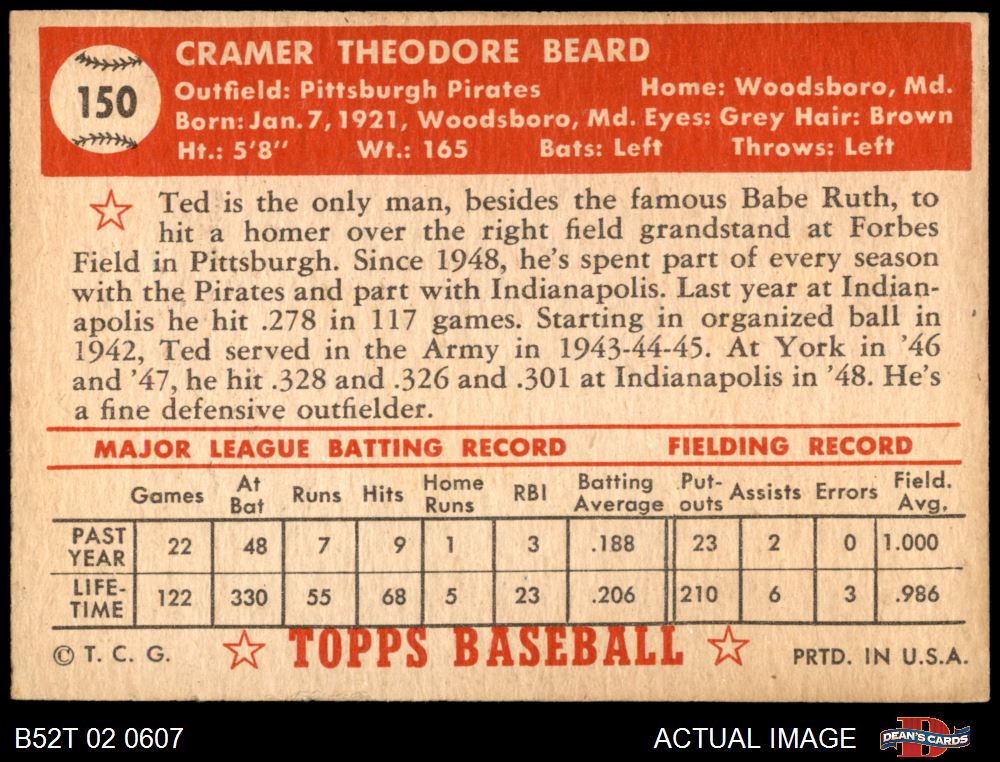 150
CRAMER THEODORE BEARD
Outfield: Pittsburgh Pirates Home: Woodsboro, Md.
Born: Jan. 7, 1921, Woodsboro, Md. Eyes: Grey Hair: Brown
Ht.: 5'8" Wt.: 165 Bats: Left Throws: Left
Ted is the only man, besides the famous Babe Ruth, to
hit a homer over the right field grandstand at Forbes
Field in Pittsburgh. Since 1948, he's spent part of every season
with the Pirates and part with Indianapolis. Last year at Indian-
apolis he hit .278 in 117 games. Starting in organized ball in
1942, Ted served in the Army in 1943-44-45. At York in '46
and '47, he hit .328 and .326 and .301 at Indianapolis in '48. He's
a fine defensive outfielder.
MAJOR LEAGUE BATTING RECORD FIELDING RECORD
Games At Bat Runs Hits Home Runs RBI Batting Average Put-outs Assists Errors Field. Avg.
PAST YEAR 22 48 7 9 1 3 .188 23 2 0 1.000
LIFE-TIME 122 330 55 68 5 23 .206 210 6 3 .986
© T. C. G. TOPPS BASEBALL PRTD. IN U.S.A.
B52T 02 0607 ACTUAL IMAGE D DEAN'S CARDS